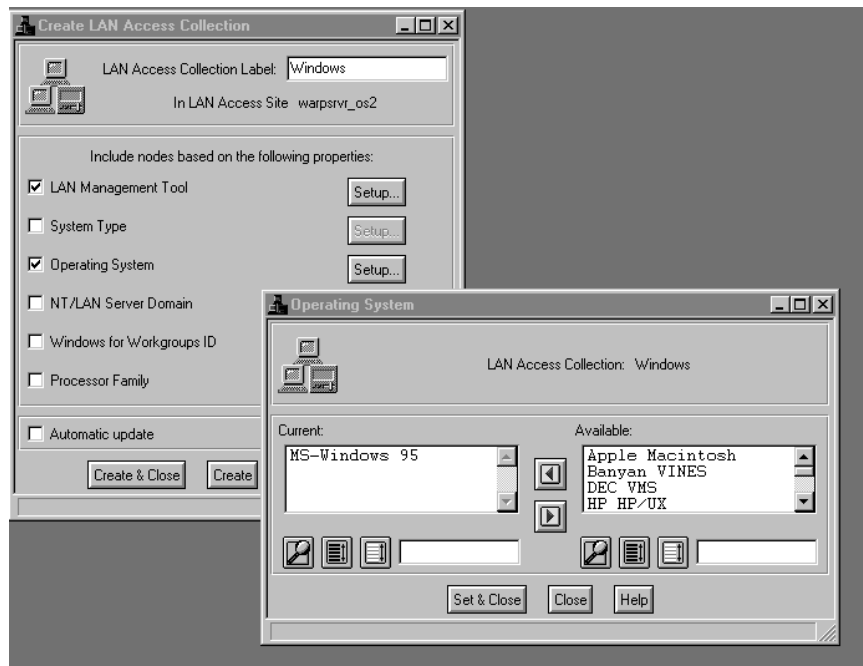 Create LAN Access Collection
LAN Access Collection Label: Windows
In LAN Access Site warpsrvr_os2
Include nodes based on the following properties:
LAN Management Tool Setup...
System Type Setup...
Operating System Setup...
NT/LAN Server Domain
Windows for Workgroups ID
Processor Family
Automatic update
Create & Close Create
Operating System
LAN Access Collection: Windows
Current: Available:
MS-Windows 95 Apple Macintosh
Banyan VINES
DEC VMS
HP HP/UX
Set & Close Close Help